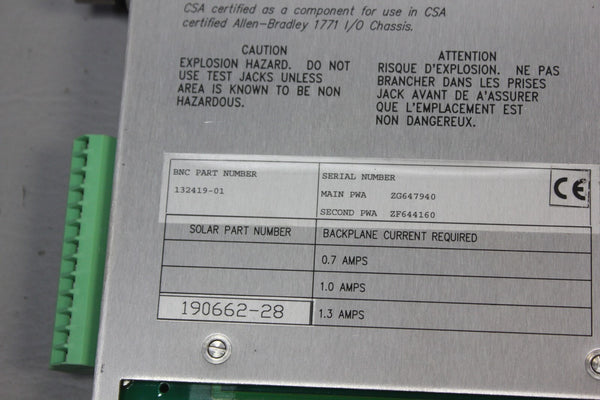 CSA certified as a component for use in CSA
certified Allen-Bradley 1771 I/O Chassis.
CAUTION
EXPLOSION HAZARD. DO NOT
USE TEST JACKS UNLESS
AREA IS KNOWN TO BE NON
HAZARDOUS.
ATTENTION
RISQUE D'EXPLOSION. NE PAS
BRANCHER DANS LES PRISES
JACK AVANT DE A'ASSURER
QUE L'EMPLACEMENT EST
NON DANGEREUX.
BNC PART NUMBER
132419-01
SERIAL NUMBER
MAIN PWA ZG647940
SECOND PWA ZF644160
CE
SOLAR PART NUMBER BACKPLANE CURRENT REQUIRED
0.7 AMPS
1.0 AMPS
190662-28 1.3 AMPS